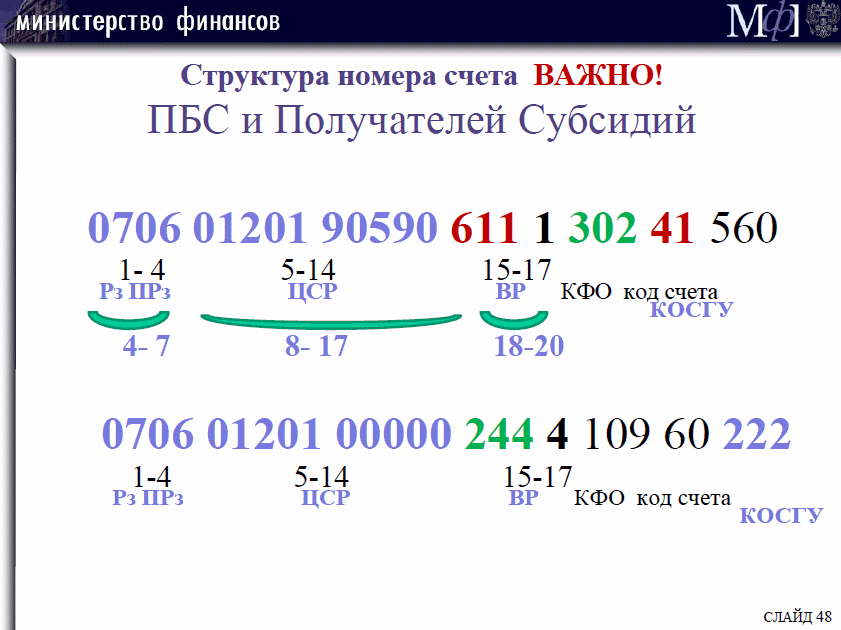 министерство финансов
Мф]
Структура номера счета ВАЖНО!
ПБС и Получателей Субсидий
0706 01201 90590 611 1 302 41 560
1- 4 5-14 15-17
Рз ПРз ЦСР ВР КФО код счета
КОСГУ
4- 7 8- 17 18-20
0706 01201 00000 244 4 109 60 222
1-4 5-14 15-17
Рз ПРз ЦСР ВР КФО код счета
КОСГУ
СЛАЙД 48